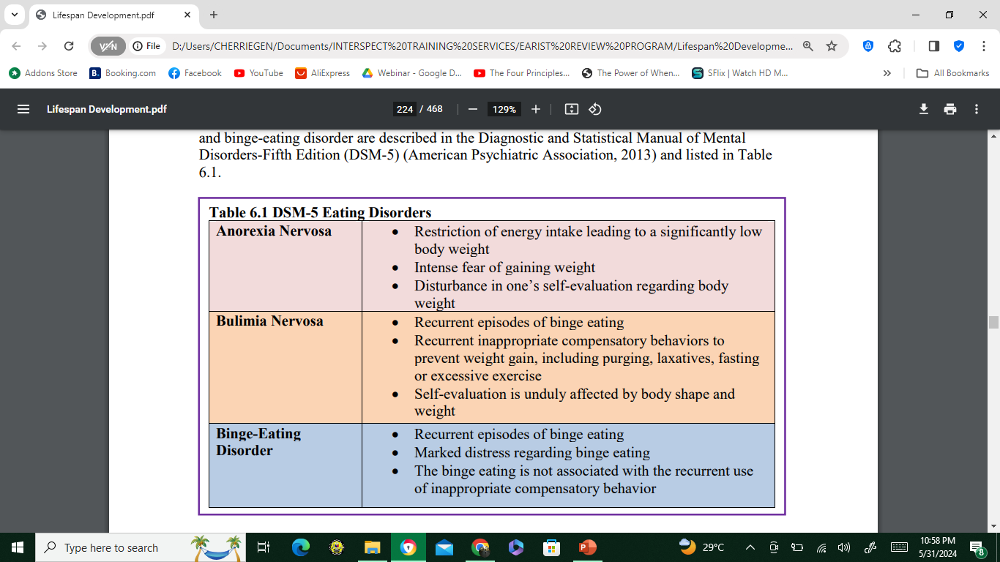 Lifespan Development.pdf
VPN
File
D:/Users/CHERRIEGEN/Documents/INTERSPECT%20TRAINING%20SERVICES/EARIST%20REVIEW%20PROGRAM/Lifespan%20Developme...
Addons Store
B.
Booking.com
Facebook
YouTube
AliExpress
Webinar - Google D...
The Four Principles...
The Power of When...
SFlix | Watch HD M...
»
All Bookmarks
Lifespan Development.pdf
224 / 468
129%
and binge-eating disorder are described in the Diagnostic and Statistical Manual of Mental
Disorders-Fifth Edition (DSM-5) (American Psychiatric Association, 2013) and listed in Table
6.1.
Table 6.1 DSM-5 Eating Disorders
Anorexia Nervosa
• Restriction of energy intake leading to a significantly low
body weight
• Intense fear of gaining weight
• Disturbance in one’s self-evaluation regarding body
weight
Bulimia Nervosa
• Recurrent episodes of binge eating
• Recurrent inappropriate compensatory behaviors to
prevent weight gain, including purging, laxatives, fasting
or excessive exercise
• Self-evaluation is unduly affected by body shape and
weight
Binge-Eating
Disorder
• Recurrent episodes of binge eating
• Marked distress regarding binge eating
• The binge eating is not associated with the recurrent use
of inappropriate compensatory behavior
Type here to search
29°C
10:58 PM
5/31/2024
8